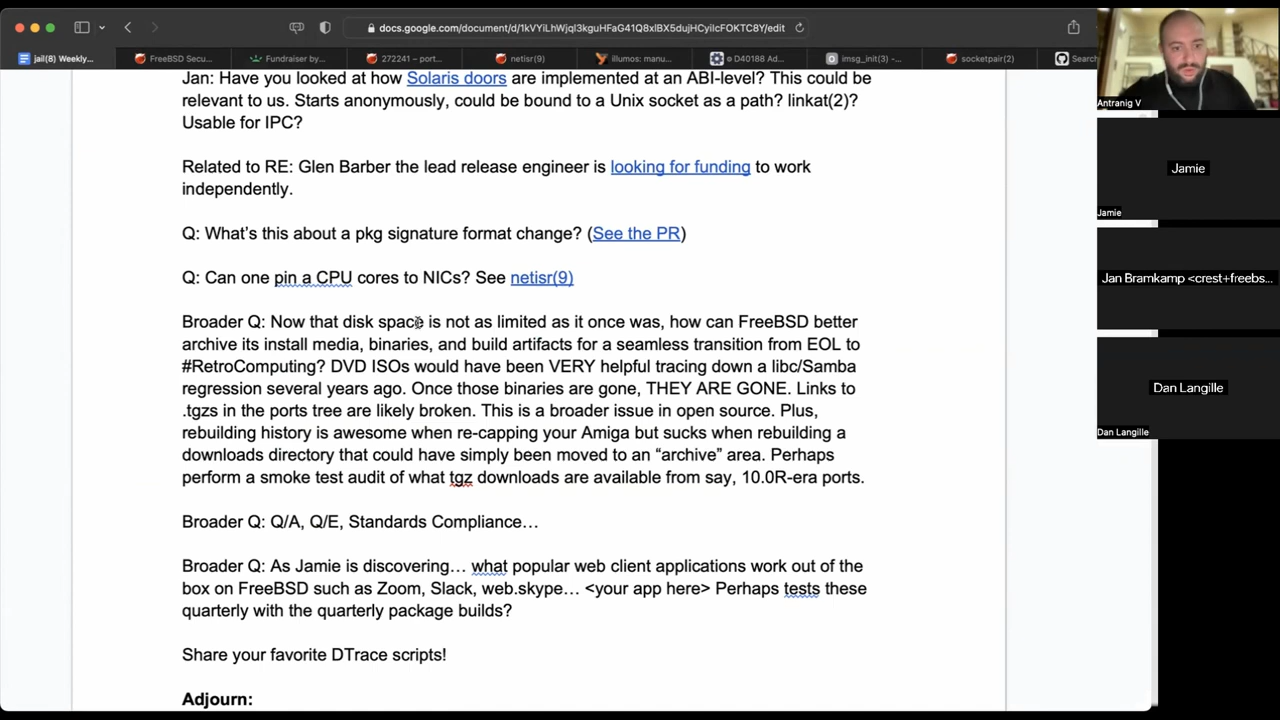 docs.google.com/document/d/1kVYiLhWjql3kguHFaG41Q8xlBX5dujHCyilcFOKTC8Y/edit
jail(8) Weekly...
FreeBSD Secu...
Fundraiser by...
272241 – port...
netisr(9)
illumos: manu...
D40188 Ad...
imsg_init(3) -...
socketpair(2)
Search
Jan: Have you looked at how Solaris doors are implemented at an ABI-level? This could be
relevant to us. Starts anonymously, could be bound to a Unix socket as a path? linkat(2)?
Usable for IPC?
Related to RE: Glen Barber the lead release engineer is looking for funding to work
independently.
Q: What's this about a pkg signature format change? (See the PR)
Q: Can one pin a CPU cores to NICs? See netisr(9)
Broader Q: Now that disk space is not as limited as it once was, how can FreeBSD better
archive its install media, binaries, and build artifacts for a seamless transition from EOL to
#RetroComputing? DVD ISOs would have been VERY helpful tracing down a libc/Samba
regression several years ago. Once those binaries are gone, THEY ARE GONE. Links to
.tgzs in the ports tree are likely broken. This is a broader issue in open source. Plus,
rebuilding history is awesome when re-capping your Amiga but sucks when rebuilding a
downloads directory that could have simply been moved to an “archive” area. Perhaps
perform a smoke test audit of what tgz downloads are available from say, 10.0R-era ports.
Broader Q: Q/A, Q/E, Standards Compliance…
Broader Q: As Jamie is discovering… what popular web client applications work out of the
box on FreeBSD such as Zoom, Slack, web.skype… <your app here> Perhaps tests these
quarterly with the quarterly package builds?
Share your favorite DTrace scripts!
Adjourn:
Antranig V
Jamie
Jamie
Jan Bramkamp <crest+freebs...
Dan Langille
Dan Langille